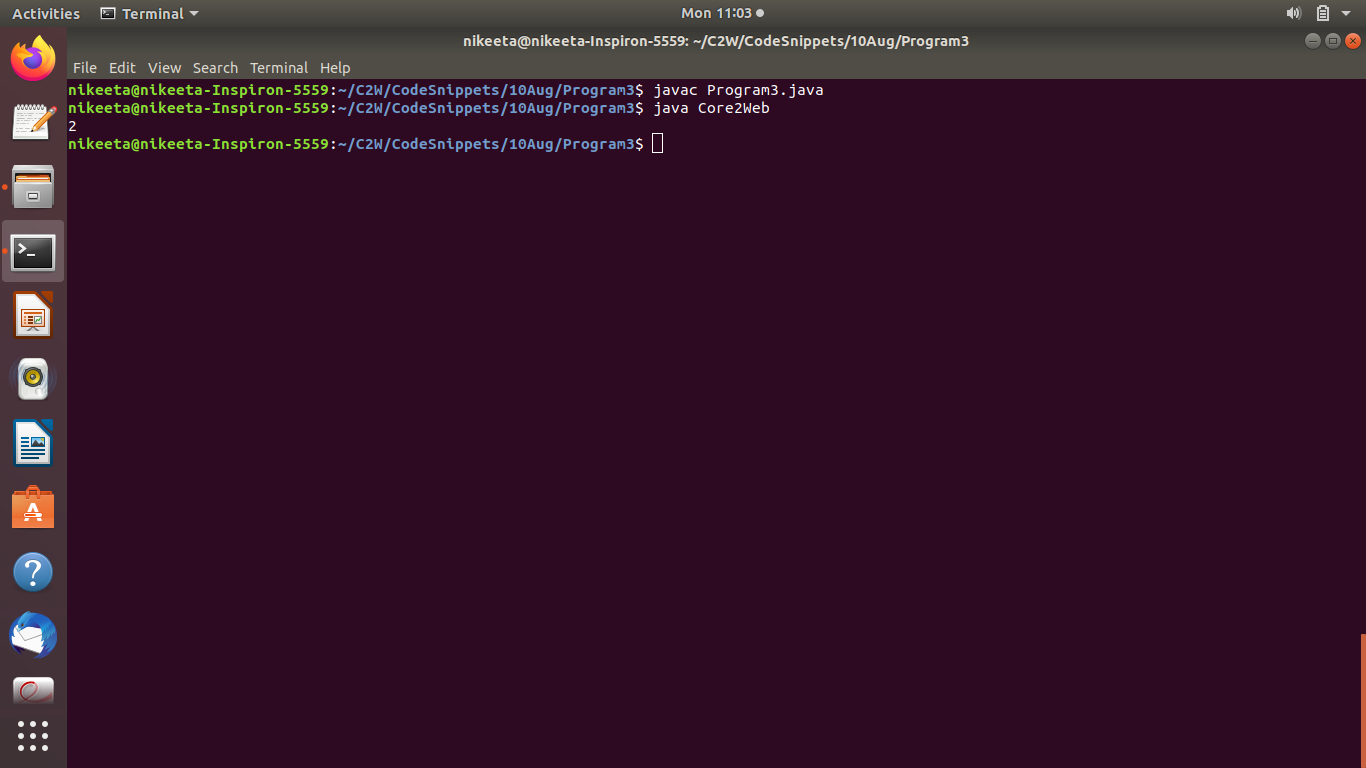 Activities Terminal Mon 11:03
nikeeta@nikeeta-Inspiron-5559: ~/C2W/CodeSnippets/10Aug/Program3
File Edit View Search Terminal Help
nikeeta@nikeeta-Inspiron-5559:~/C2W/CodeSnippets/10Aug/Program3$ javac Program3.java
nikeeta@nikeeta-Inspiron-5559:~/C2W/CodeSnippets/10Aug/Program3$ java Core2Web
2
nikeeta@nikeeta-Inspiron-5559:~/C2W/CodeSnippets/10Aug/Program3$